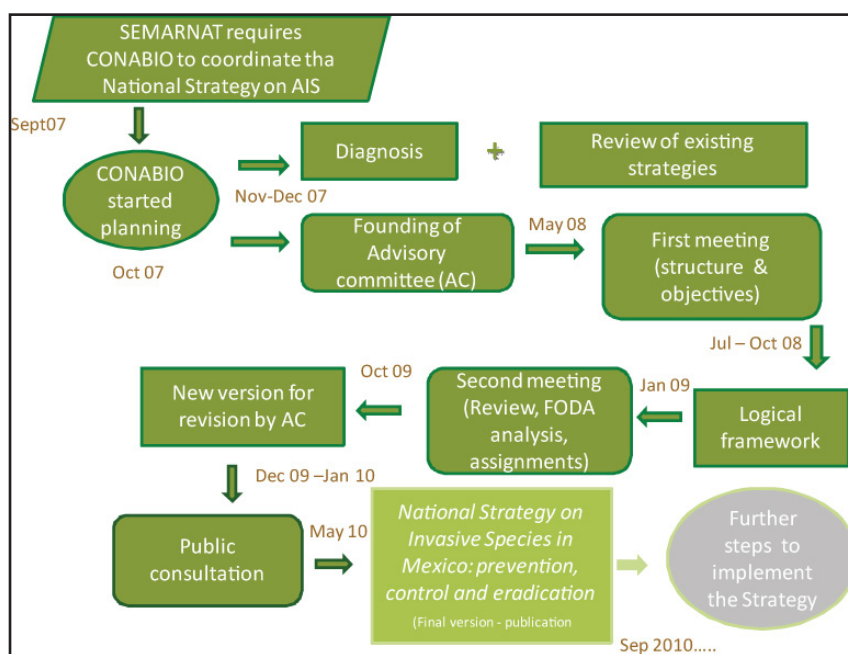 SEMARNAT requires
CONABIO to coordinate tha
National Strategy on AIS
Sept07
CONABIO
started
planning
Oct 07
Nov-Dec 07
Diagnosis
+
Review of existing
strategies
Founding of
Advisory
committee (AC)
May 08
First meeting
(structure & 
objectives)
Jul – Oct 08
Logical
framework
Jan 09
Second meeting
(Review, FODA
analysis,
assignments)
Oct 09
New version for
revision by AC
Dec 09 –Jan 10
Public
consultation
May 10
National Strategy on
Invasive Species in
Mexico: prevention,
control and eradication
(Final version - publication
Sep 2010.....
Further
steps to
implement
the Strategy